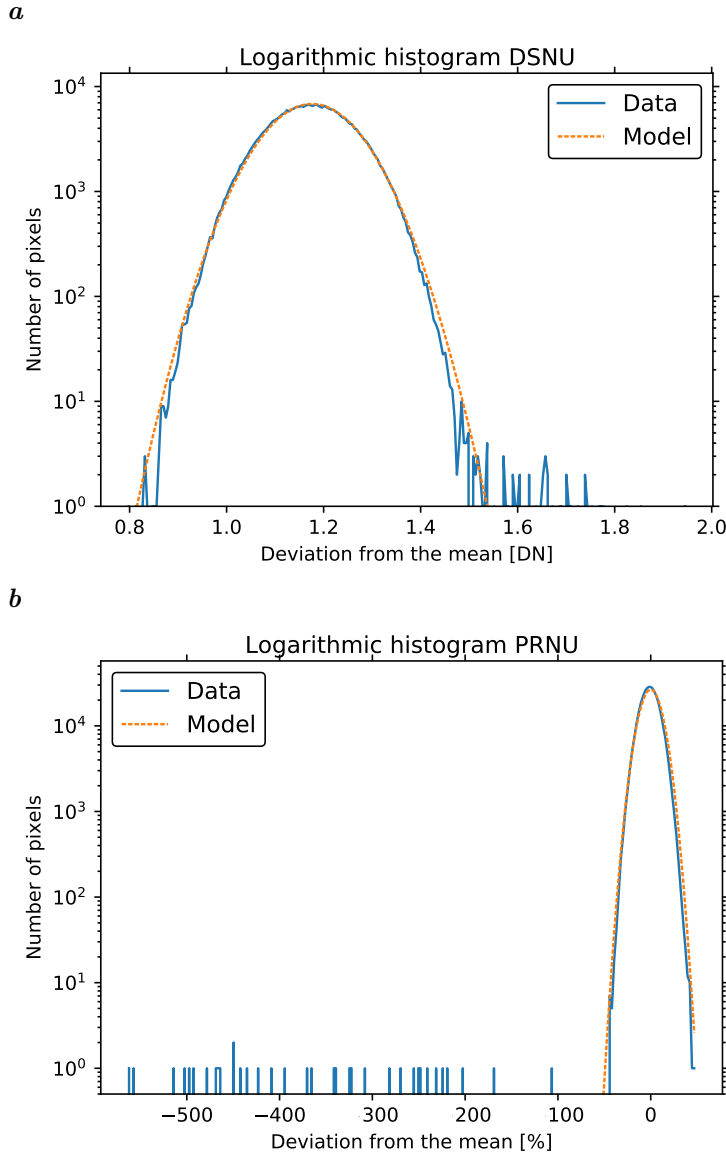 a
Logarithmic histogram DSNU
Number of pixels
10^4
10^3
10^2
10^1
10^0
Data
Model
0.8 1.0 1.2 1.4 1.6 1.8 2.0
Deviation from the mean [DN]
b
Logarithmic histogram PRNU
Number of pixels
10^4
10^3
10^2
10^1
10^0
Data
Model
−500 −400 300 200 100 0
Deviation from the mean [%]